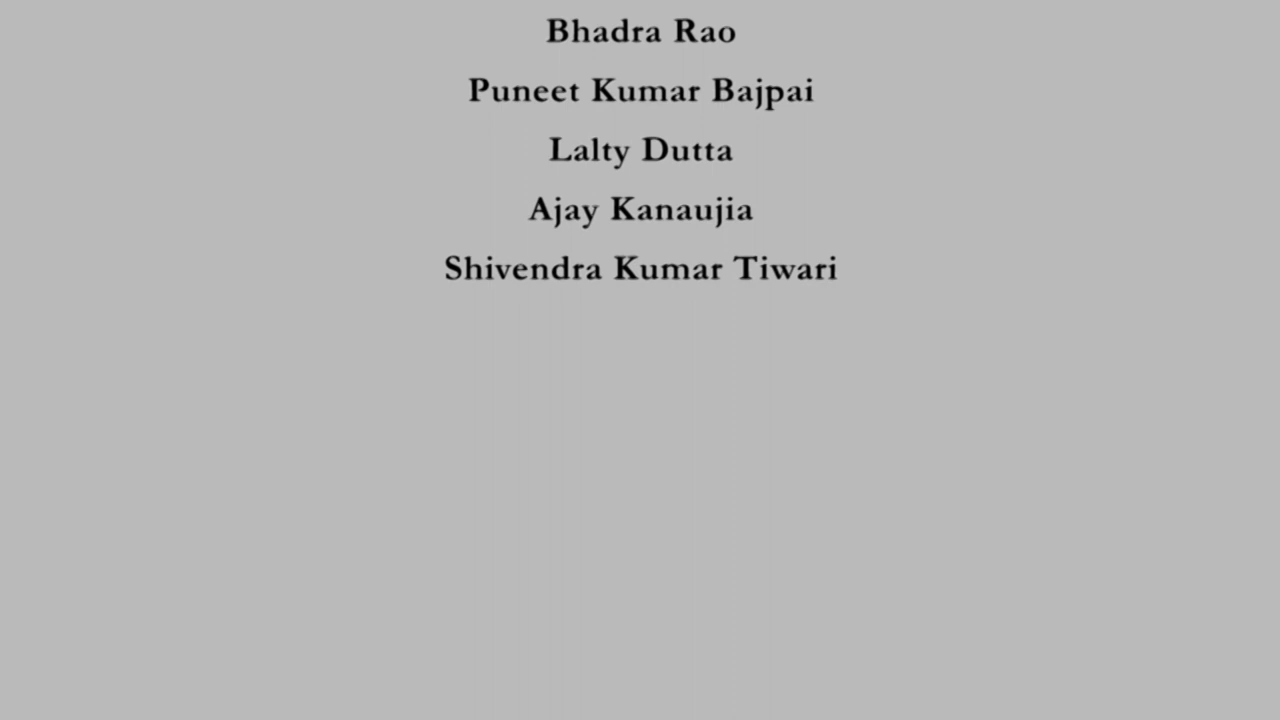 Bhadra Rao
Puneet Kumar Bajpai
Lalty Dutta
Ajay Kanaujia
Shivendra Kumar Tiwari